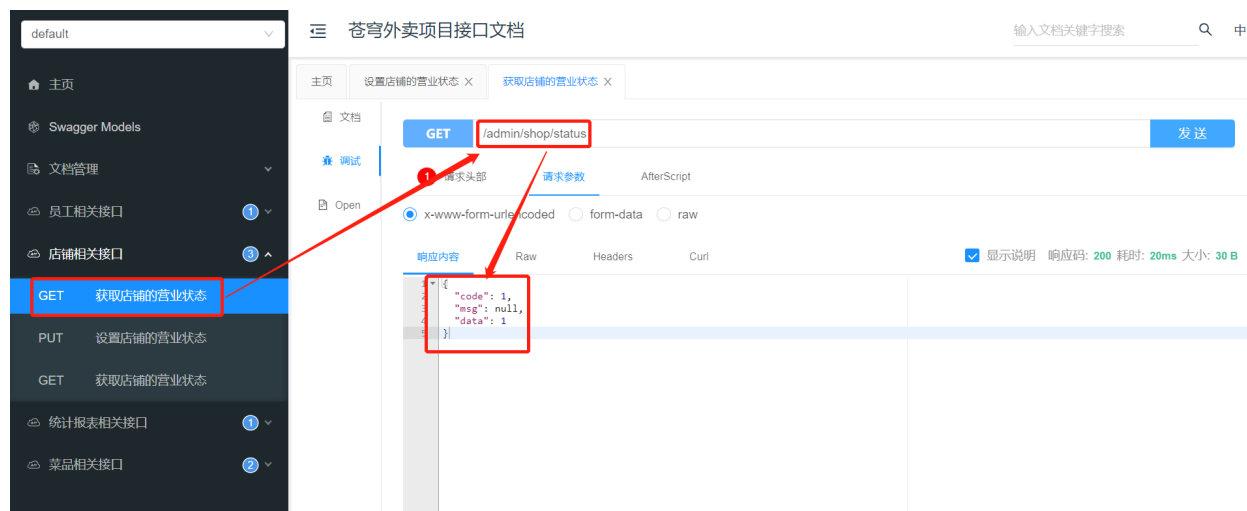 default
主页
Swagger Models
文档管理
员工相关接口 1
店铺相关接口 3
GET 获取店铺的营业状态
PUT 设置店铺的营业状态
GET 获取店铺的营业状态
统计报表相关接口 1
菜品相关接口 2
苍穹外卖项目接口文档
输入文档关键字搜索 中
主页 设置店铺的营业状态 获取店铺的营业状态
文档
调试
Open
GET /admin/shop/status 发送
1 请求头部 请求参数 AfterScript
x-www-form-urlencoded form-data raw
响应内容 Raw Headers Curl 显示说明 响应码: 200 耗时: 20ms 大小: 30 B
1 {
2 "code": 1,
3 "msg": null,
4 "data": 1
5 }